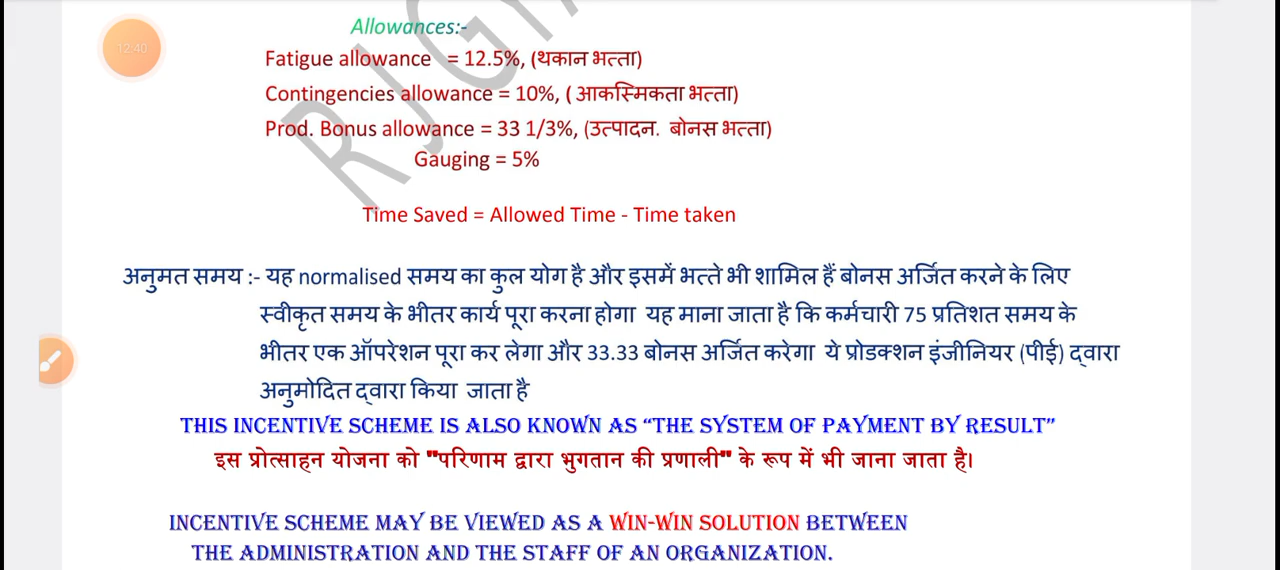 Allowances:-
12:40
Fatigue allowance = 12.5%, (थकान भत्ता)
Contingencies allowance = 10%, ( आकस्मिकता भत्ता)
Prod. Bonus allowance = 33 1/3%, (उत्पादन. बोनस भत्ता)
Gauging = 5%
Time Saved = Allowed Time - Time taken
अनुमत समय :- यह normalised समय का कुल योग है और इसमें भत्ते भी शामिल हैं बोनस अर्जित करने के लिए
स्वीकृत समय के भीतर कार्य पूरा करना होगा यह माना जाता है कि कर्मचारी 75 प्रतिशत समय के
भीतर एक ऑपरेशन पूरा कर लेगा और 33.33 बोनस अर्जित करेगा ये प्रोडक्शन इंजीनियर (पीई) द्वारा
अनुमोदित द्वारा किया जाता है
THIS INCENTIVE SCHEME IS ALSO KNOWN AS “THE SYSTEM OF PAYMENT BY RESULT”
इस प्रोत्साहन योजना को "परिणाम द्वारा भुगतान की प्रणाली" के रूप में भी जाना जाता है।
INCENTIVE SCHEME MAY BE VIEWED AS A WIN-WIN SOLUTION BETWEEN
THE ADMINISTRATION AND THE STAFF OF AN ORGANIZATION.